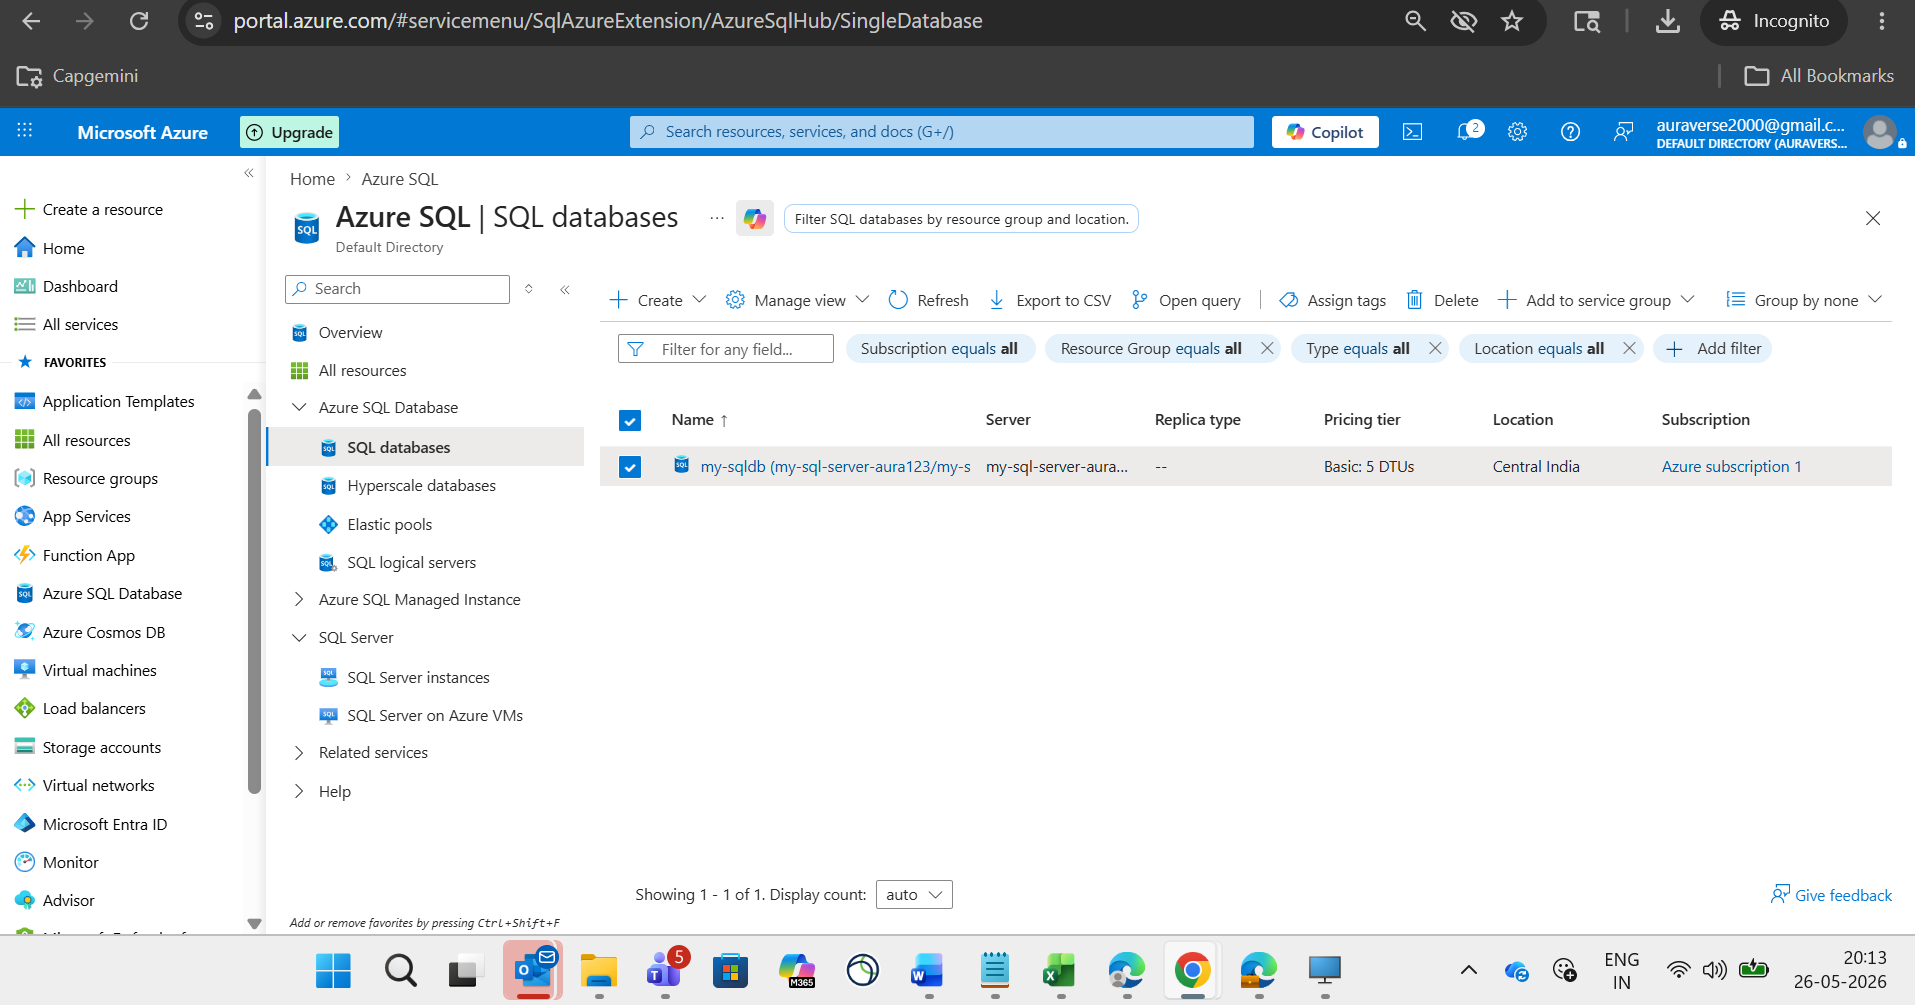 portal.azure.com/#servicemenu/SqlAzureExtension/AzureSqlHub/SingleDatabase
Incognito
Capgemini
All Bookmarks
Microsoft Azure
Upgrade
Search resources, services, and docs (G+/)
Copilot
2
auraverse2000@gmail.c...
DEFAULT DIRECTORY (AURAVERS...
Create a resource
Home
Dashboard
All services
FAVORITES
Application Templates
All resources
Resource groups
App Services
Function App
Azure SQL Database
Azure Cosmos DB
Virtual machines
Load balancers
Storage accounts
Virtual networks
Microsoft Entra ID
Monitor
Advisor
Home > Azure SQL
SQL
Azure SQL | SQL databases
...
Filter SQL databases by resource group and location.
Default Directory
Search
Overview
All resources
Azure SQL Database
SQL databases
Hyperscale databases
Elastic pools
SQL logical servers
Azure SQL Managed Instance
SQL Server
SQL Server instances
SQL Server on Azure VMs
Related services
Help
Add or remove favorites by pressing Ctrl+Shift+F
Create
Manage view
Refresh
Export to CSV
Open query
Assign tags
Delete
Add to service group
Group by none
Filter for any field...
Subscription equals all
Resource Group equals all
Type equals all
Location equals all
Add filter
Name ↑ Server Replica type Pricing tier Location Subscription
my-sqldb (my-sql-server-aura123/my-s my-sql-server-aura... -- Basic: 5 DTUs Central India Azure subscription 1
Showing 1 - 1 of 1. Display count: auto
Give feedback
5
M365
ENG
IN
20:13
26-05-2026